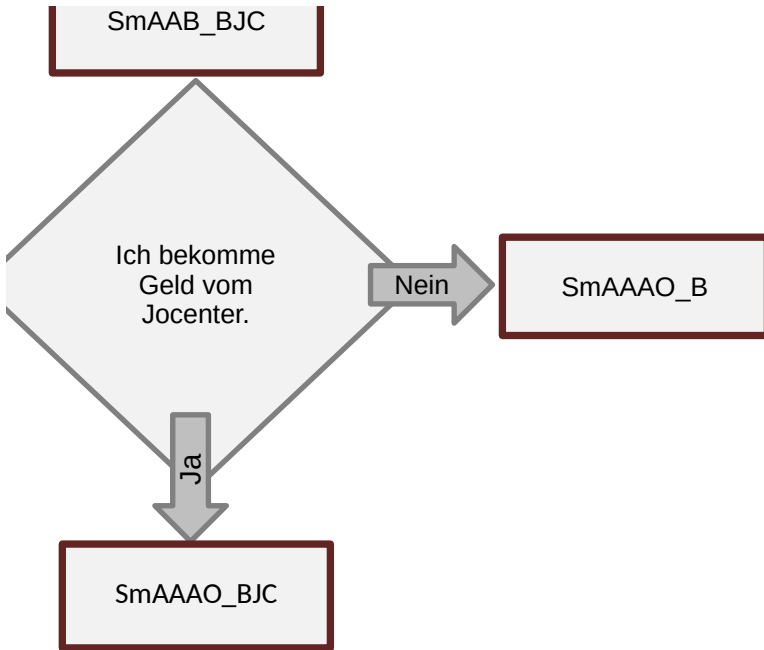 SmAAB_BJC
Ich bekomme
Geld vom
Jocenter.
Nein
SmAAAO_B
Ja
SmAAAO_BJC